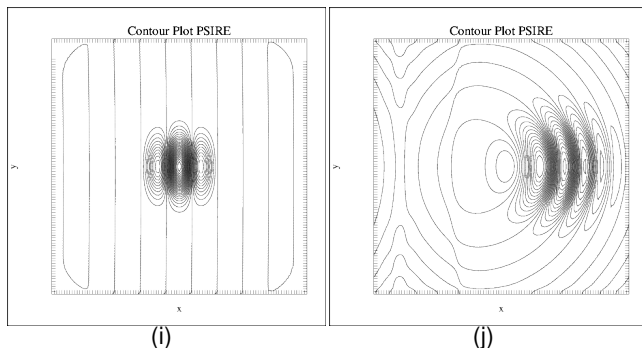 Contour Plot PSIRE
y
x
(i)
Contour Plot PSIRE
y
x
(j)